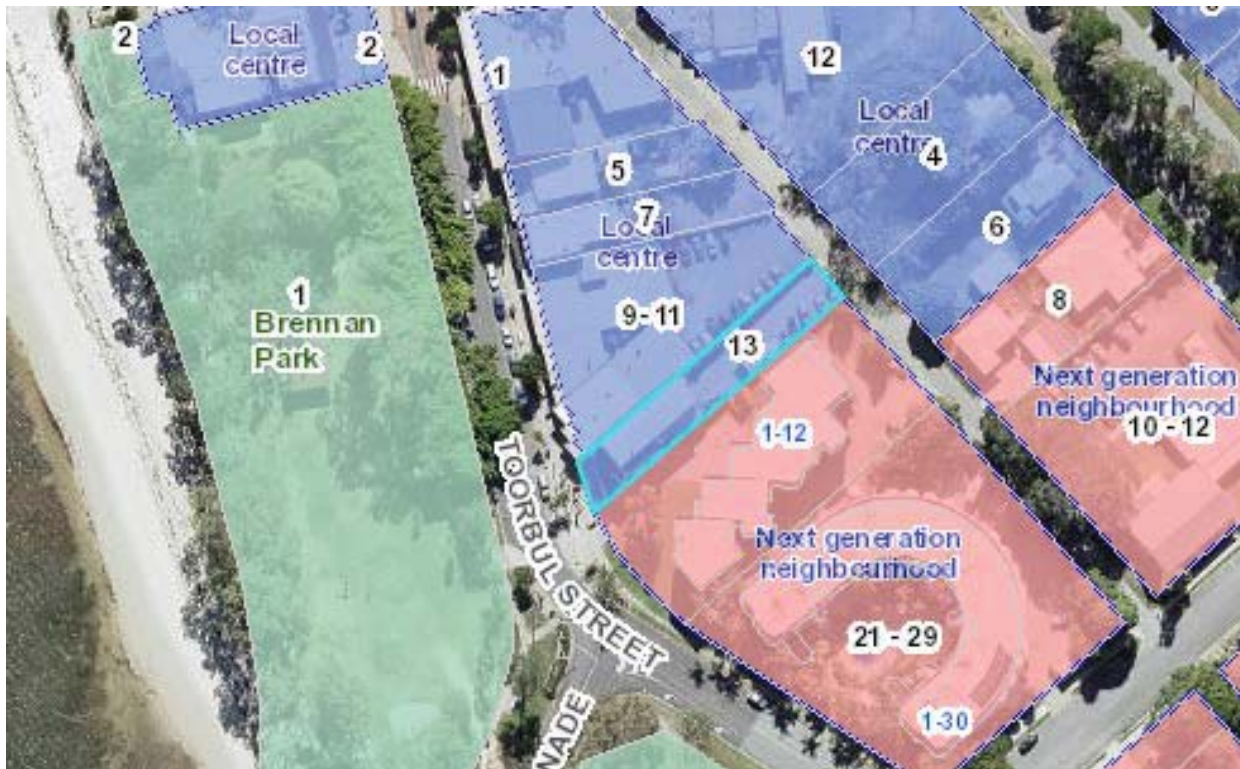 2
Local
centre
2
1
12
Local
centre
4
5
7
Local
centre
6
1
Brennan
Park
8
9 - 11
13
Next generation
neighbourhood
10 - 12
1-12
TOORBUL STREET
Next generation
neighbourhood
21 - 29
NADE
1-30